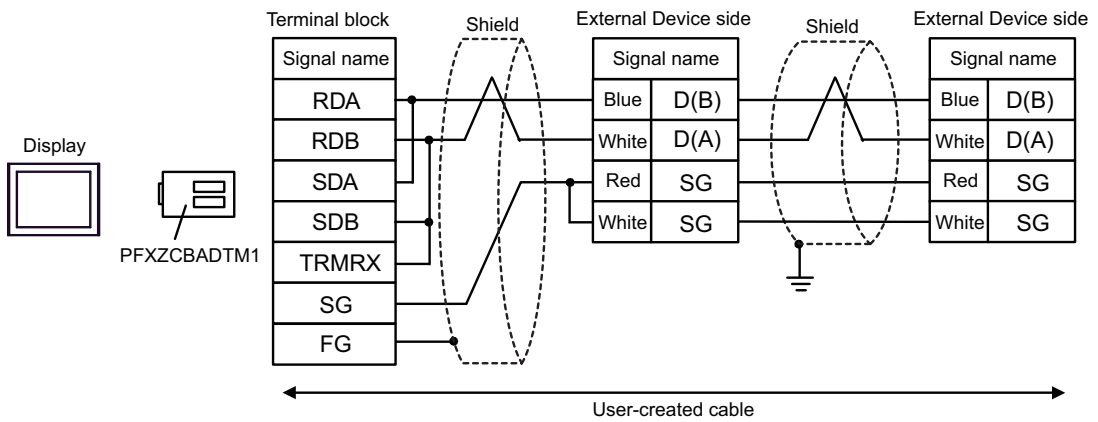 Terminal block
Shield
External Device side
Shield
External Device side
Signal name
Signal name
Signal name
RDA
Blue D(B)
Blue D(B)
RDB
White D(A)
White D(A)
Display
SDA
Red SG
Red SG
SDB
White SG
White SG
PFXZCBADTM1
TRMRX
SG
FG
User-created cable